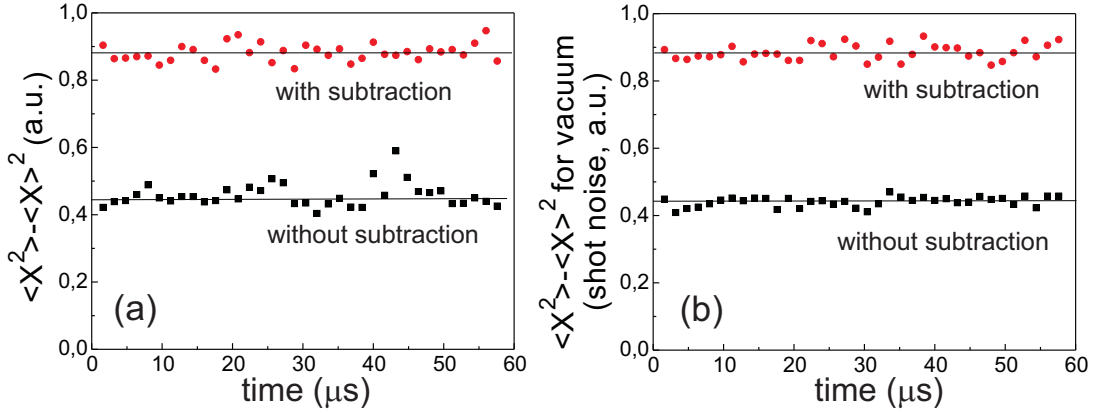 <X²>-<X>² (a.u.)
1,0
0,8
0,6
0,4
0,2
0,0
with subtraction
without subtraction
(a)
0 10 20 30 40 50 60
time (μs)
<X²>-<X>² for vacuum
(shot noise, a.u.)
1,0
0,8
0,6
0,4
0,2
0,0
with subtraction
without subtraction
(b)
0 10 20 30 40 50 60
time (μs)